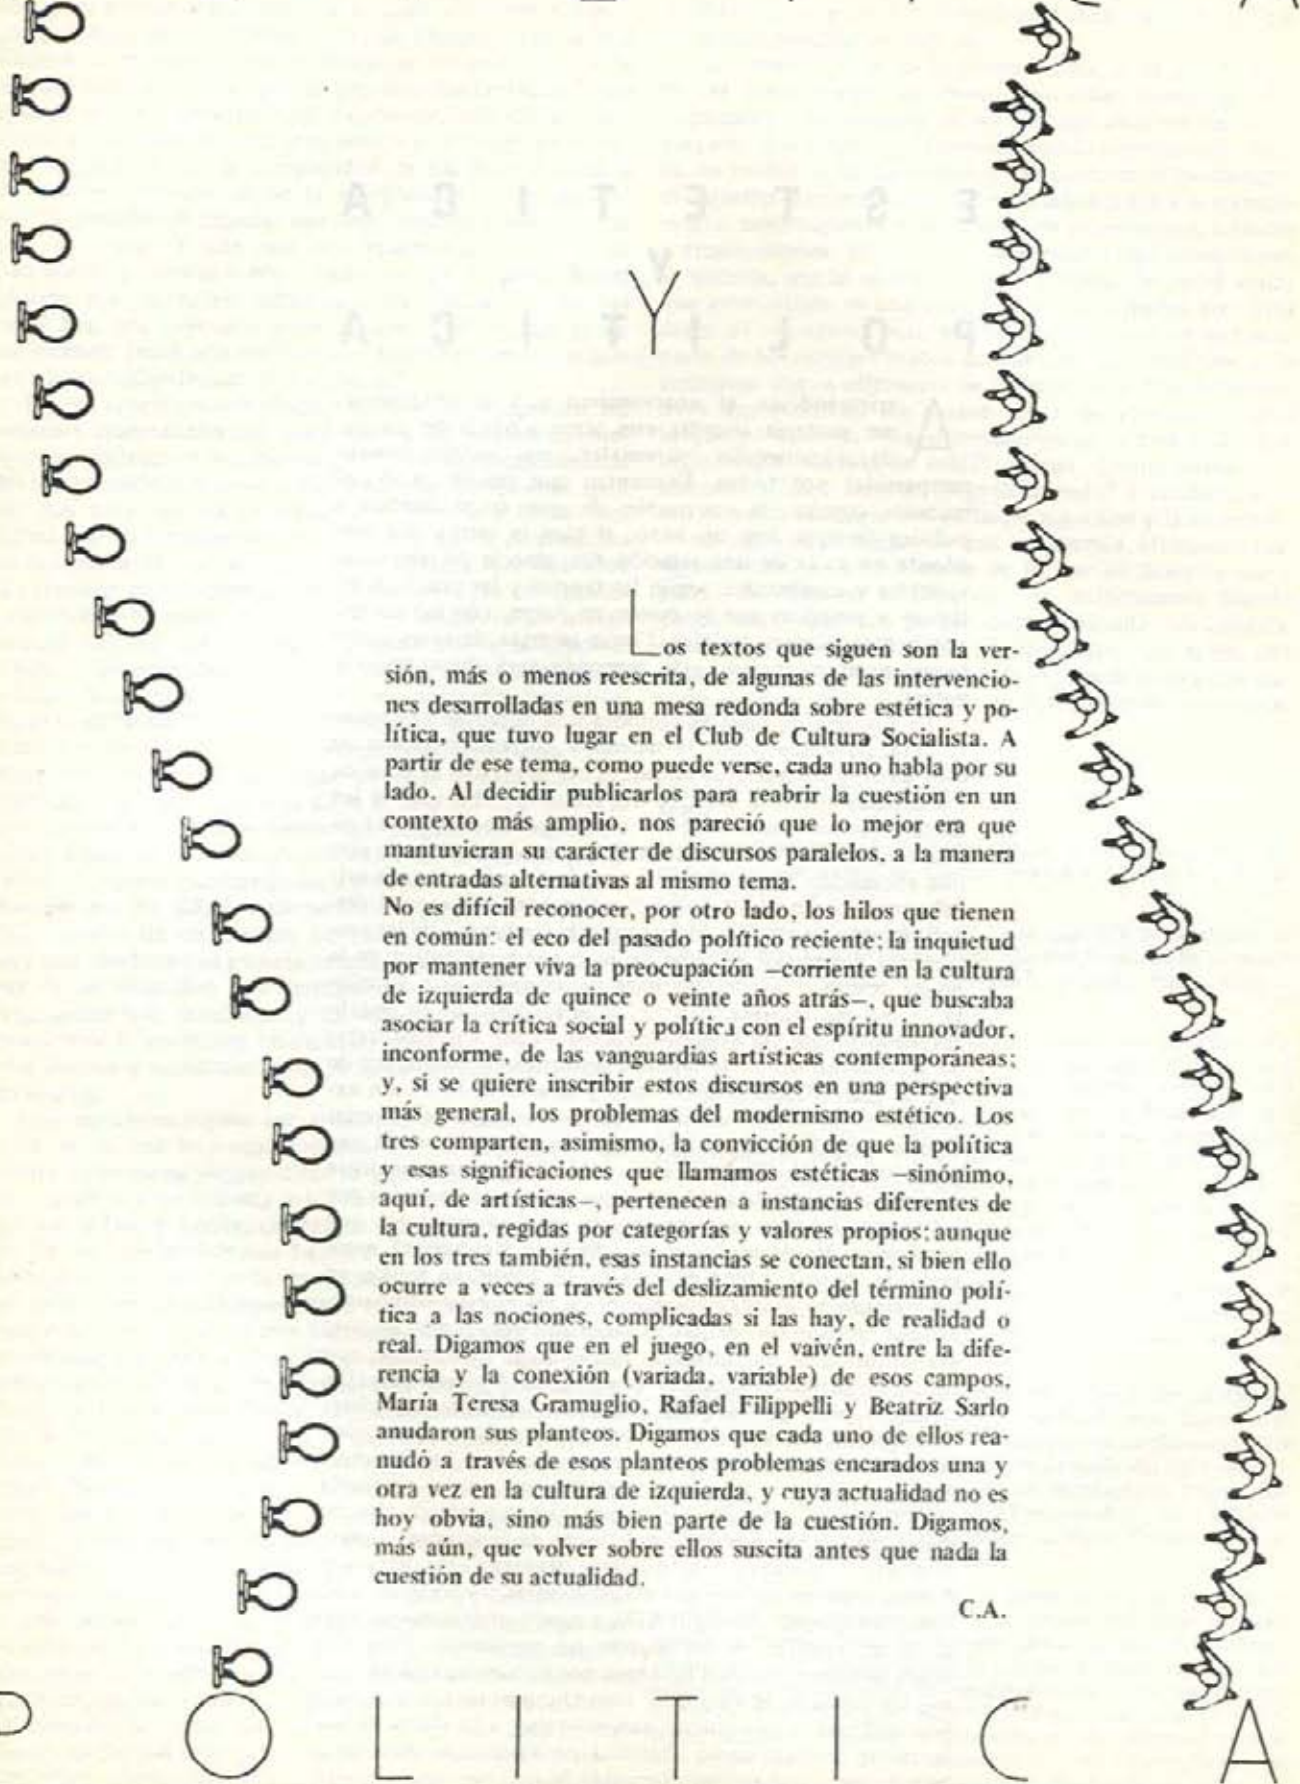 Y
Los textos que siguen son la ver-
sión, más o menos reescrita, de algunas de las intervencio-
nes desarrolladas en una mesa redonda sobre estética y po-
lítica, que tuvo lugar en el Club de Cultura Socialista. A
partir de ese tema, como puede verse, cada uno habla por su
lado. Al decidir publicarlos para reabrir la cuestión en un
contexto más amplio, nos pareció que lo mejor era que
mantuvieran su carácter de discursos paralelos, a la manera
de entradas alternativas al mismo tema.
No es difícil reconocer, por otro lado, los hilos que tienen
en común: el eco del pasado político reciente; la inquietud
por mantener viva la preocupación —corriente en la cultura
de izquierda de quince o veinte años atrás—, que buscaba
asociar la crítica social y política con el espíritu innovador,
inconforme, de las vanguardias artísticas contemporáneas;
y, si se quiere inscribir estos discursos en una perspectiva
más general, los problemas del modernismo estético. Los
tres comparten, asimismo, la convicción de que la política
y esas significaciones que llamamos estéticas —sinónimo,
aquí, de artísticas—, pertenecen a instancias diferentes de
la cultura, regidas por categorías y valores propios; aunque
en los tres también, esas instancias se conectan, si bien ello
ocurre a veces a través del deslizamiento del término polí-
tica a las nociones, complicadas si las hay, de realidad o
real. Digamos que en el juego, en el vaivén, entre la dife-
rencia y la conexión (variada, variable) de esos campos,
María Teresa Gramuglio, Rafael Filippelli y Beatriz Sarlo
anudaron sus planteos. Digamos que cada uno de ellos rea-
nudó a través de esos planteos problemas encarados una y
otra vez en la cultura de izquierda, y cuya actualidad no es
hoy obvia, sino más bien parte de la cuestión. Digamos,
más aún, que volver sobre ellos suscita antes que nada la
cuestión de su actualidad.
C.A.
P O L I T I C A